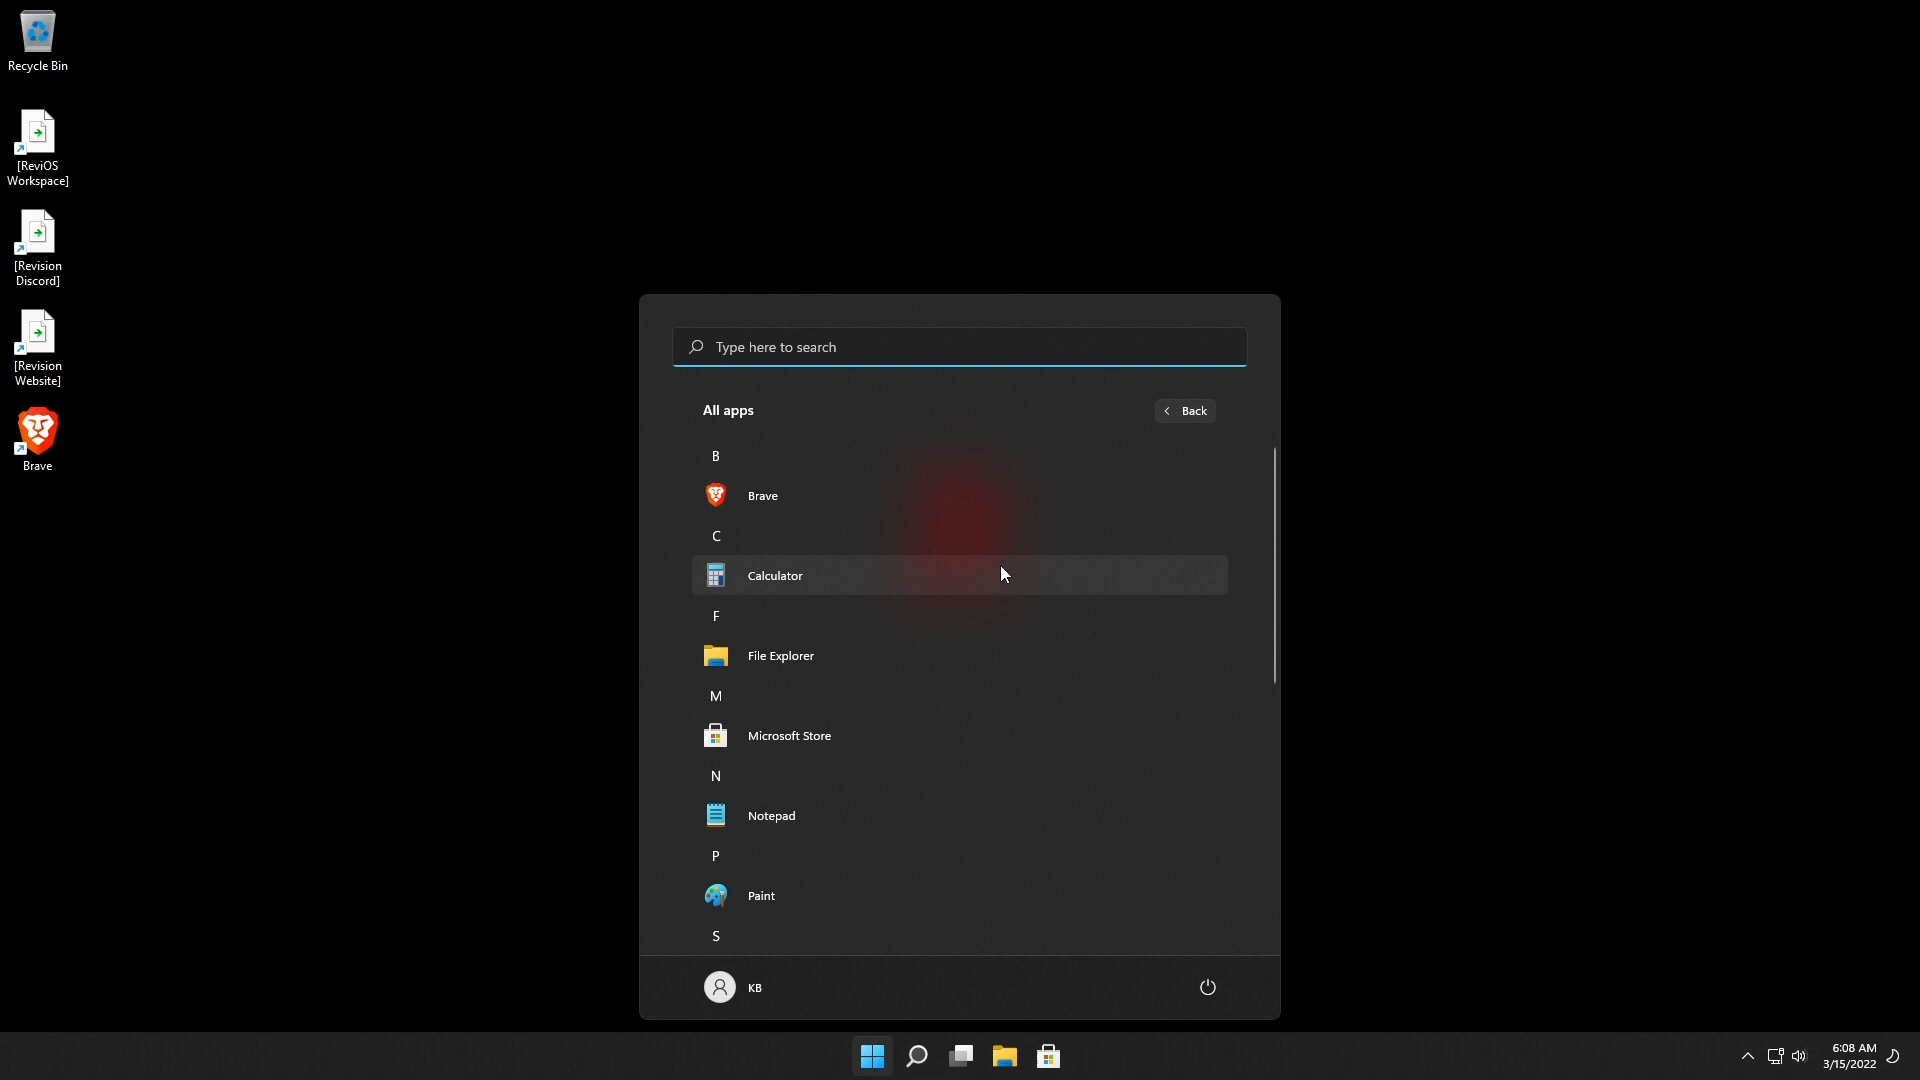 Recycle Bin
[ReviOS
Workspace]
[Revision
Discord]
[Revision
Website]
Brave
Type here to search
All apps
Back
B
Brave
C
Calculator
F
File Explorer
M
Microsoft Store
N
Notepad
P
Paint
S
KB
6:08 AM
3/15/2022